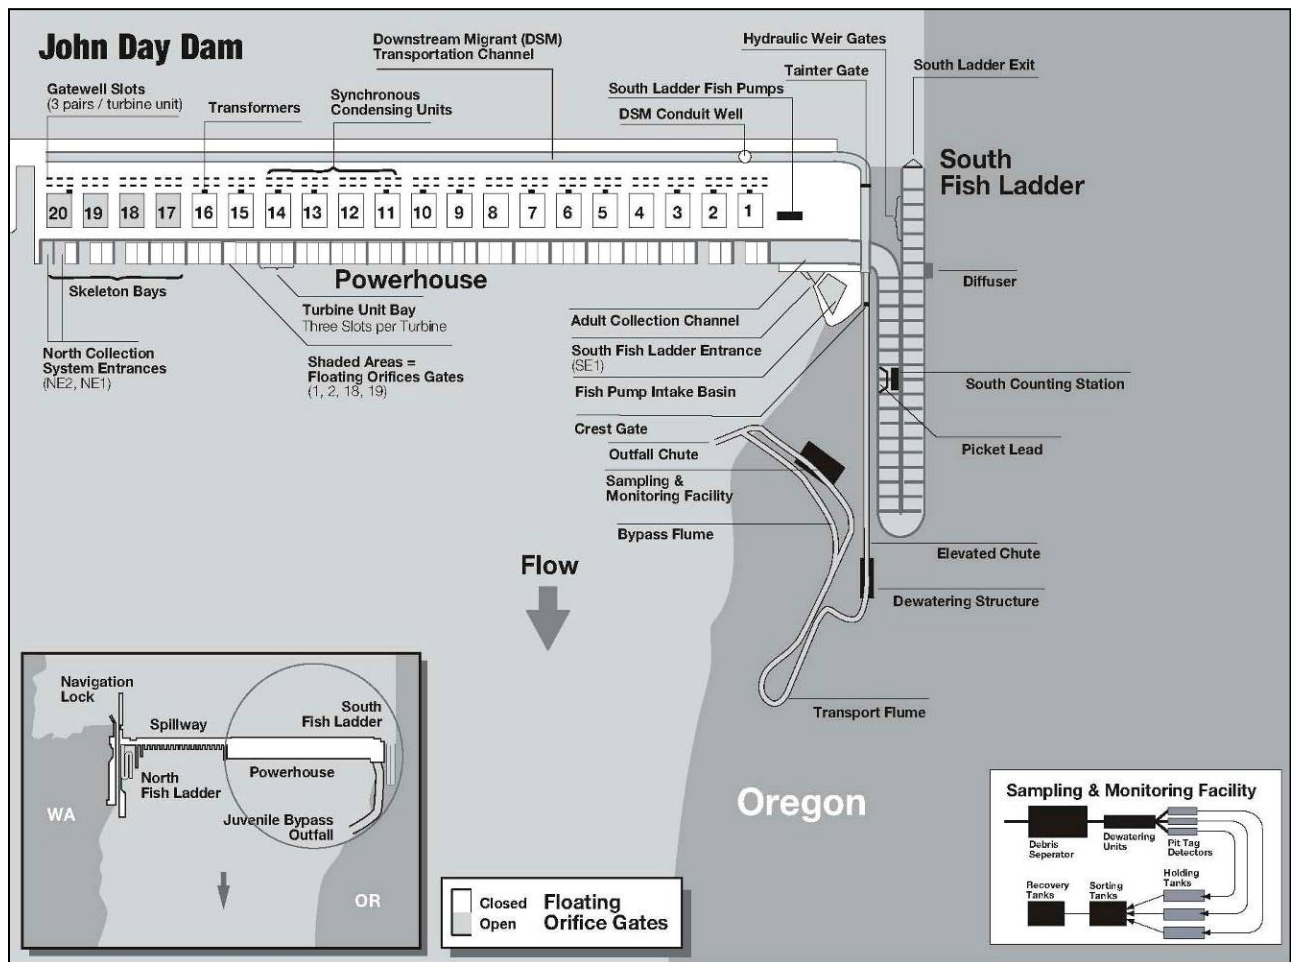 John Day Dam
Gatewell Slots
(3 pairs / turbine unit)
Transformers
Synchronous
Condensing Units
Downstream Migrant (DSM)
Transportation Channel
South Ladder Fish Pumps
DSM Conduit Well
Hydraulic Weir Gates
Tainter Gate
South Ladder Exit
South
Fish Ladder
20 19 18 17 16 15 14 13 12 11 10 9 8 7 6 5 4 3 2 1
Skeleton Bays
Powerhouse
North Collection
System Entrances
(NE2, NE1)
Turbine Unit Bay
Three Slots per Turbine
Shaded Areas =
Floating Orifices Gates
(1, 2, 18, 19)
Adult Collection Channel
South Fish Ladder Entrance
(SE1)
Fish Pump Intake Basin
Crest Gate
Outfall Chute
Sampling &
Monitoring Facility
Bypass Flume
Diffuser
South Counting Station
Picket Lead
Elevated Chute
Dewatering Structure
Transport Flume
Flow
Oregon
Navigation
Lock
Spillway
South
Fish Ladder
North
Fish Ladder
Powerhouse
WA
Juvenile Bypass
Outfall
OR
Closed
Open
Floating
Orifice Gates
Sampling & Monitoring Facility
Debris
Seperator
Dewatering
Units
Pit Tag
Detectors
Recovery
Tanks
Sorting
Tanks
Holding
Tanks